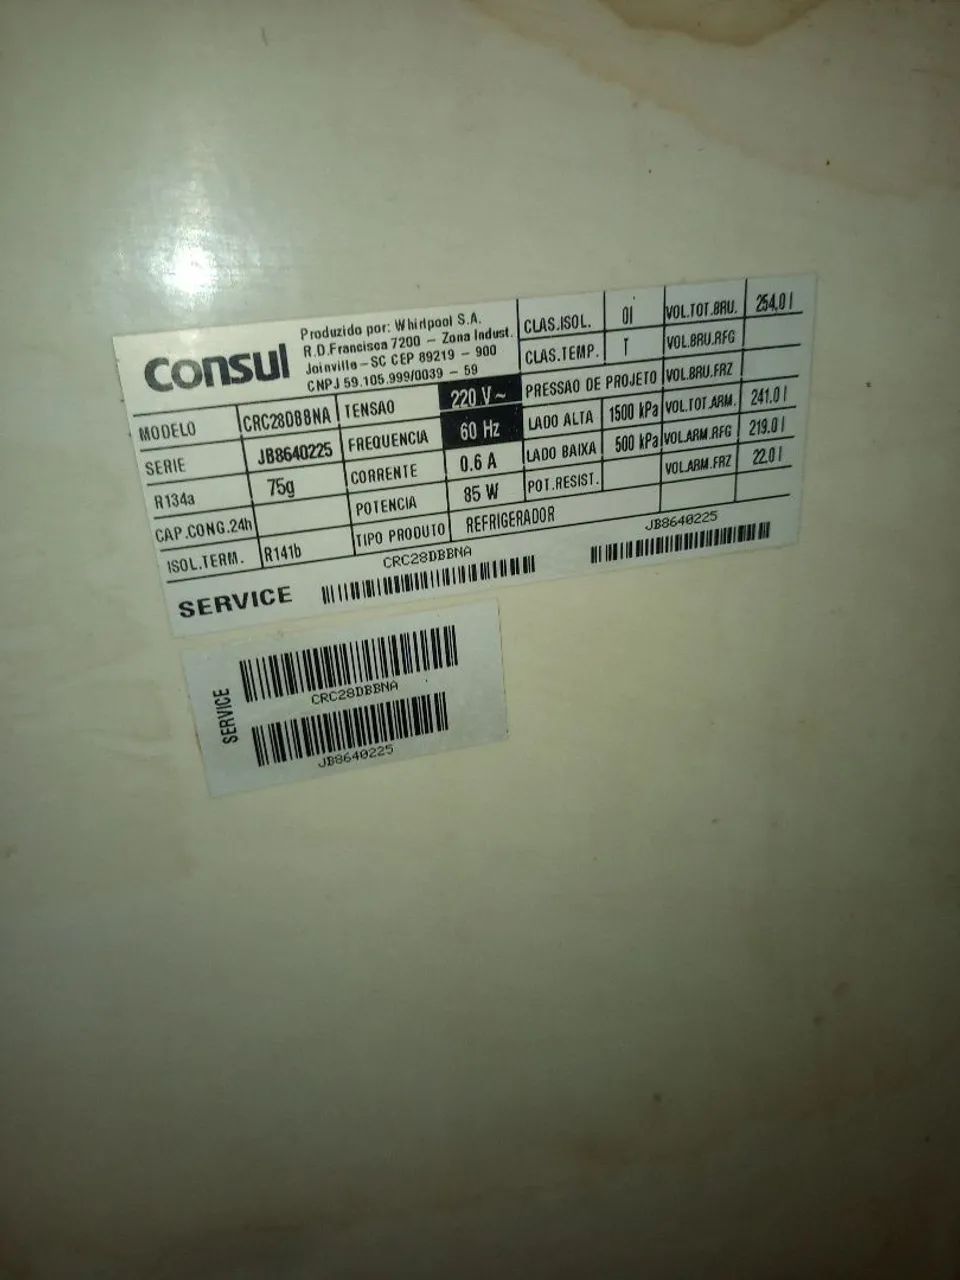 consul
Produzido por: Whirlpool S.A.
R.D.Francisca 7200 – Zona Indust.
Joinville – SC CEP 89219 – 900
CNPJ 59.105.999/0039 – 59
MODELO CRC28DBBNA
SERIE JB8640225
R134a 75g
CAP.CONG.24h
ISOL.TERM. R141b
TENSAO 220 V~
FREQUENCIA 60 Hz
CORRENTE 0.6 A
POTENCIA 85 W
TIPO PRODUTO REFRIGERADOR
CLAS.ISOL. 01
CLAS.TEMP. T
PRESSAO DE PROJETO
LADO ALTA 1500 kPa
LADO BAIXA 500 kPa
POT.RESIST.
VOL.TOT.BRU. 254,0 l
VOL.BRU.RFG
VOL.BRU.FRZ
VOL.TOT.ARM. 241.0 l
VOL.ARM.RFG 219.0 l
VOL.ARM.FRZ 22.0 l
SERVICE
CRC28DBBNA
JB8640225
SERVICE
CRC28DBBNA
JB8640225